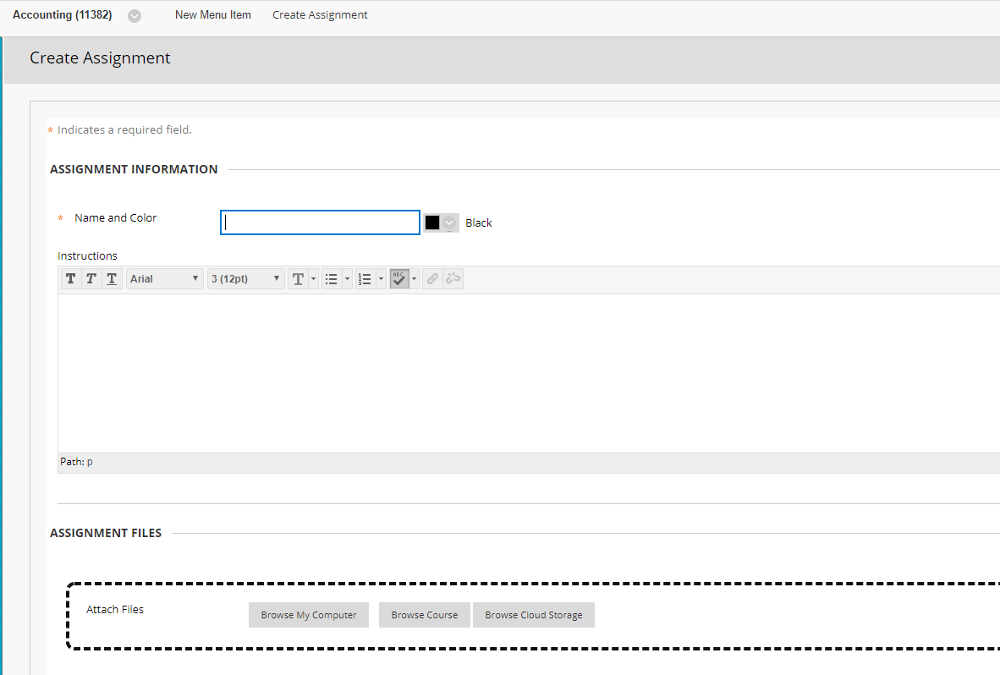 Accounting (11382) New Menu Item Create Assignment
Create Assignment
* Indicates a required field.
ASSIGNMENT INFORMATION
* Name and Color Black
Instructions
T T T Arial 3 (12pt) T ABC
Path: p
ASSIGNMENT FILES
Attach Files Browse My Computer Browse Course Browse Cloud Storage